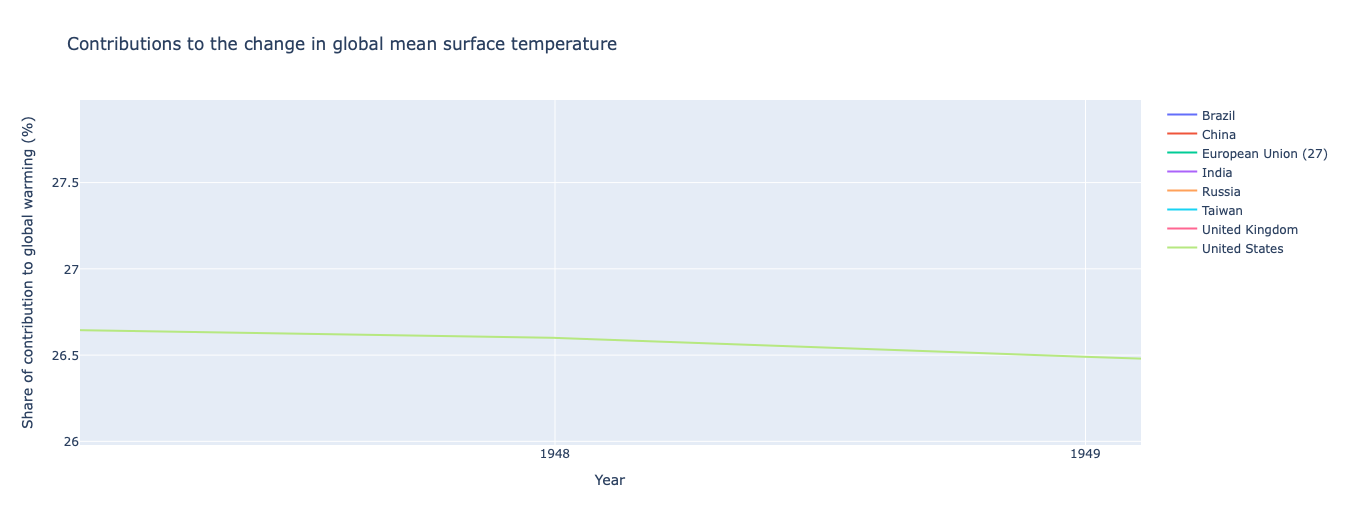 Contributions to the change in global mean surface temperature
Share of contribution to global warming (%)
27.5
27
26.5
26
1948
1949
Year
Brazil
China
European Union (27)
India
Russia
Taiwan
United Kingdom
United States